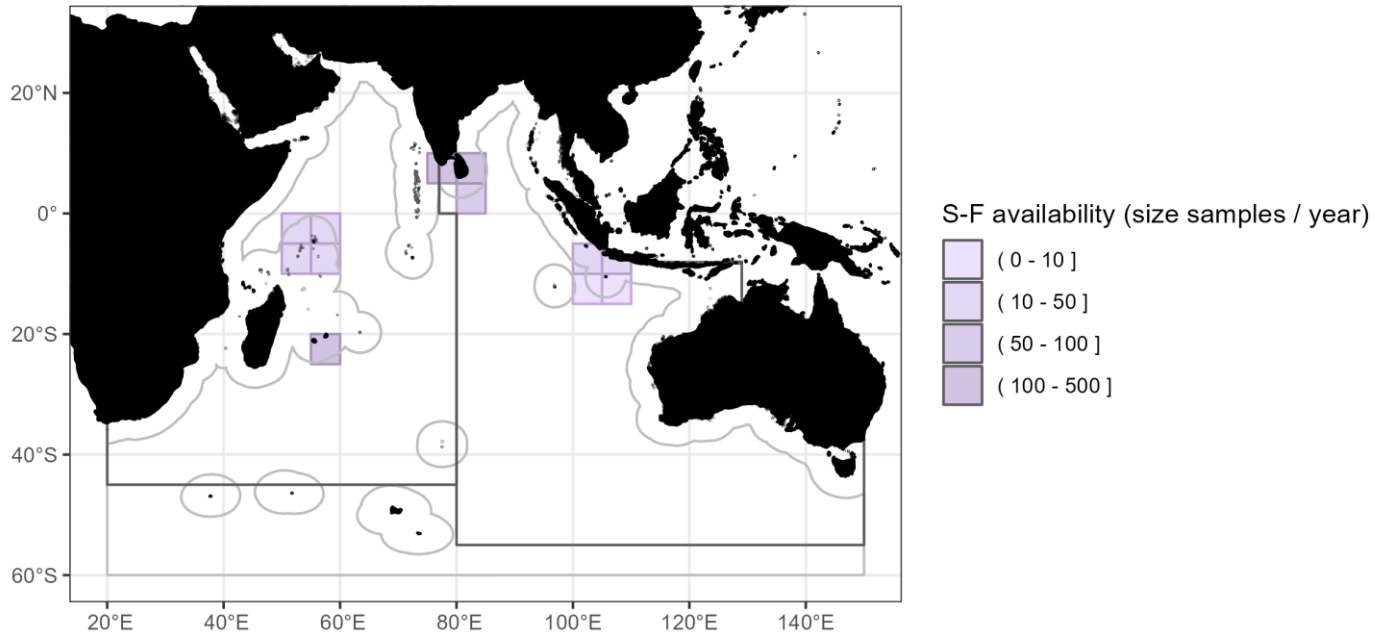 20°N
0°
20°S
40°S
60°S
20°E 40°E 60°E 80°E 100°E 120°E 140°E
S-F availability (size samples / year)
( 0 - 10 ]
( 10 - 50 ]
( 50 - 100 ]
( 100 - 500 ]